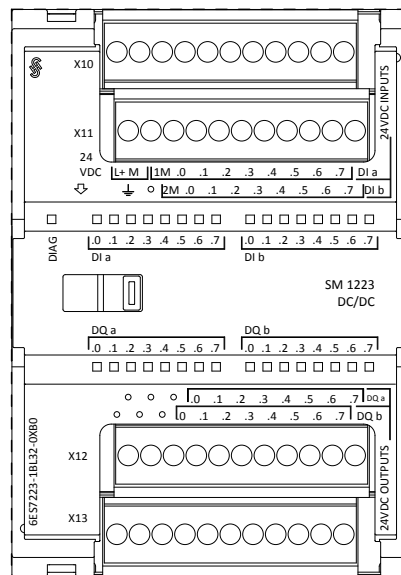 X10
24VDC INPUTS
X11
24
VDC L+ M 1M .0 .1 .2 .3 .4 .5 .6 .7 DI a
2M .0 .1 .2 .3 .4 .5 .6 .7 DI b
DIAG
.0 .1 .2 .3 .4 .5 .6 .7 .0 .1 .2 .3 .4 .5 .6 .7
DI a DI b
SM 1223
DC/DC
DQ a DQ b
.0 .1 .2 .3 .4 .5 .6 .7 .0 .1 .2 .3 .4 .5 .6 .7
.0 .1 .2 .3 .4 .5 .6 .7 DQ a
.0 .1 .2 .3 .4 .5 .6 .7 DQ b
6ES7223-1BL32-0XB0
X12
24VDC OUTPUTS
X13